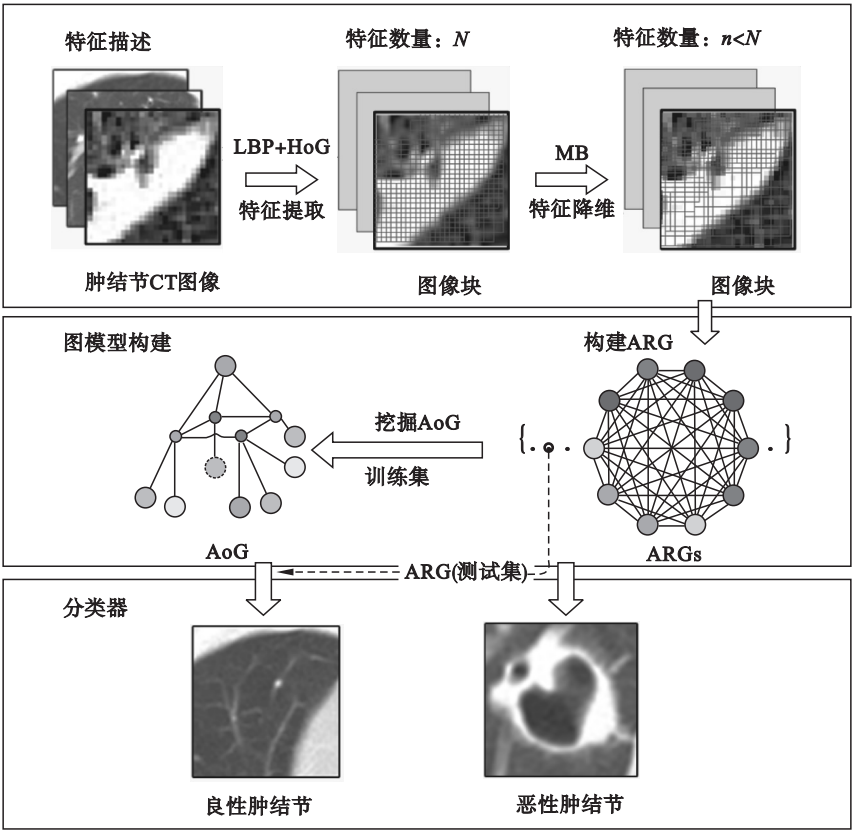 特征描述
特征数量：N
特征数量：n<N
LBP+HoG
特征提取
MB
特征降维
肿结节CT图像
图像块
图像块
图模型构建
构建ARG
挖掘AoG
训练集
{. . . }
AoG
ARG(测试集)
ARGs
分类器
良性肿结节
恶性肿结节